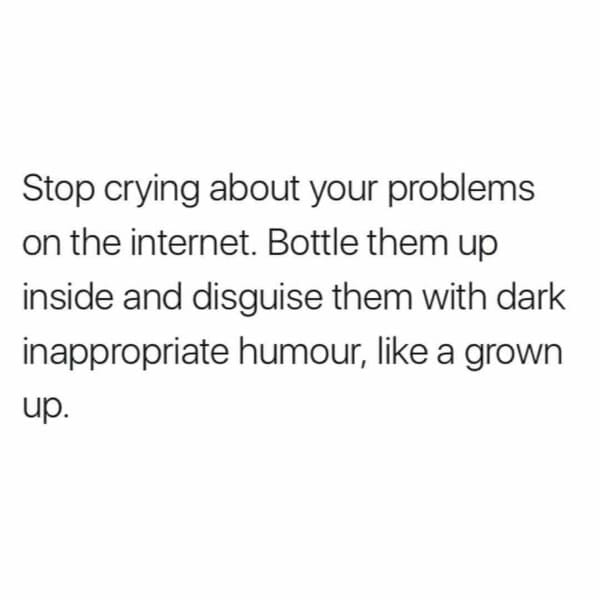 Stop crying about your problems
on the internet. Bottle them up
inside and disguise them with dark
inappropriate humour, like a grown
up.